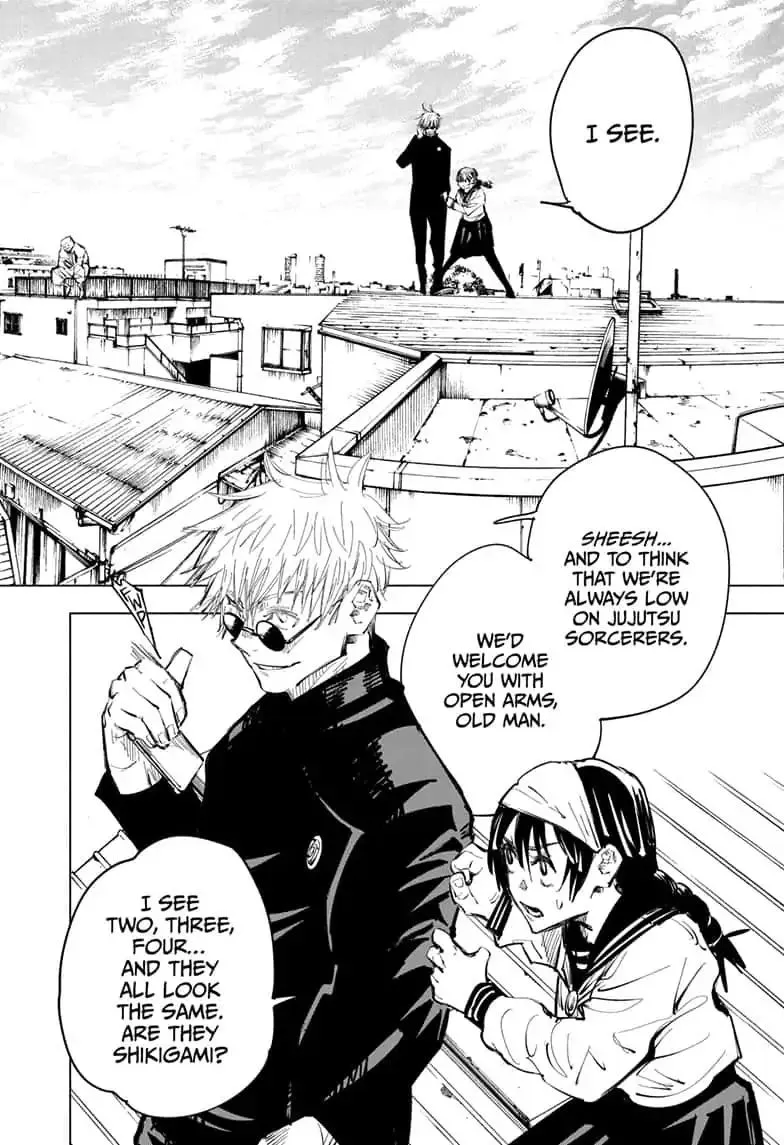 I SEE.
SHEESH...
AND TO THINK
THAT WE'RE
ALWAYS LOW
ON JUJUTSU
SORCERERS.
WE'D
WELCOME
YOU WITH
OPEN ARMS,
OLD MAN.
I SEE
TWO, THREE,
FOUR...
AND THEY
ALL LOOK
THE SAME.
ARE THEY
SHIKIGAMI?